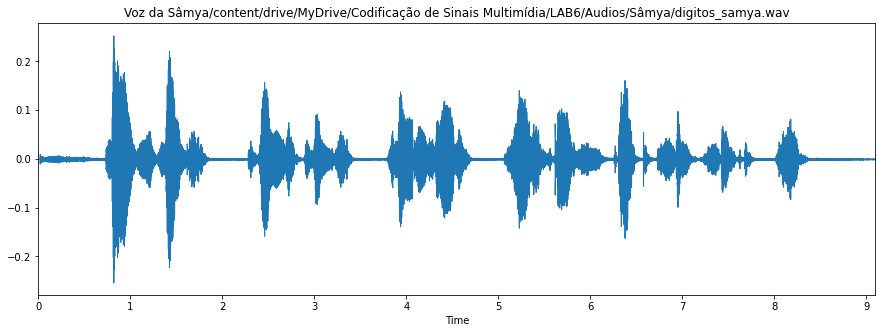 Voz da Sâmya/content/drive/MyDrive/Codificação de Sinais Multimídia/LAB6/Audios/Sâmya/digitos_samya.wav
0.2
0.1
0.0
−0.1
−0.2
0 1 2 3 4 5 6 7 8 9
Time